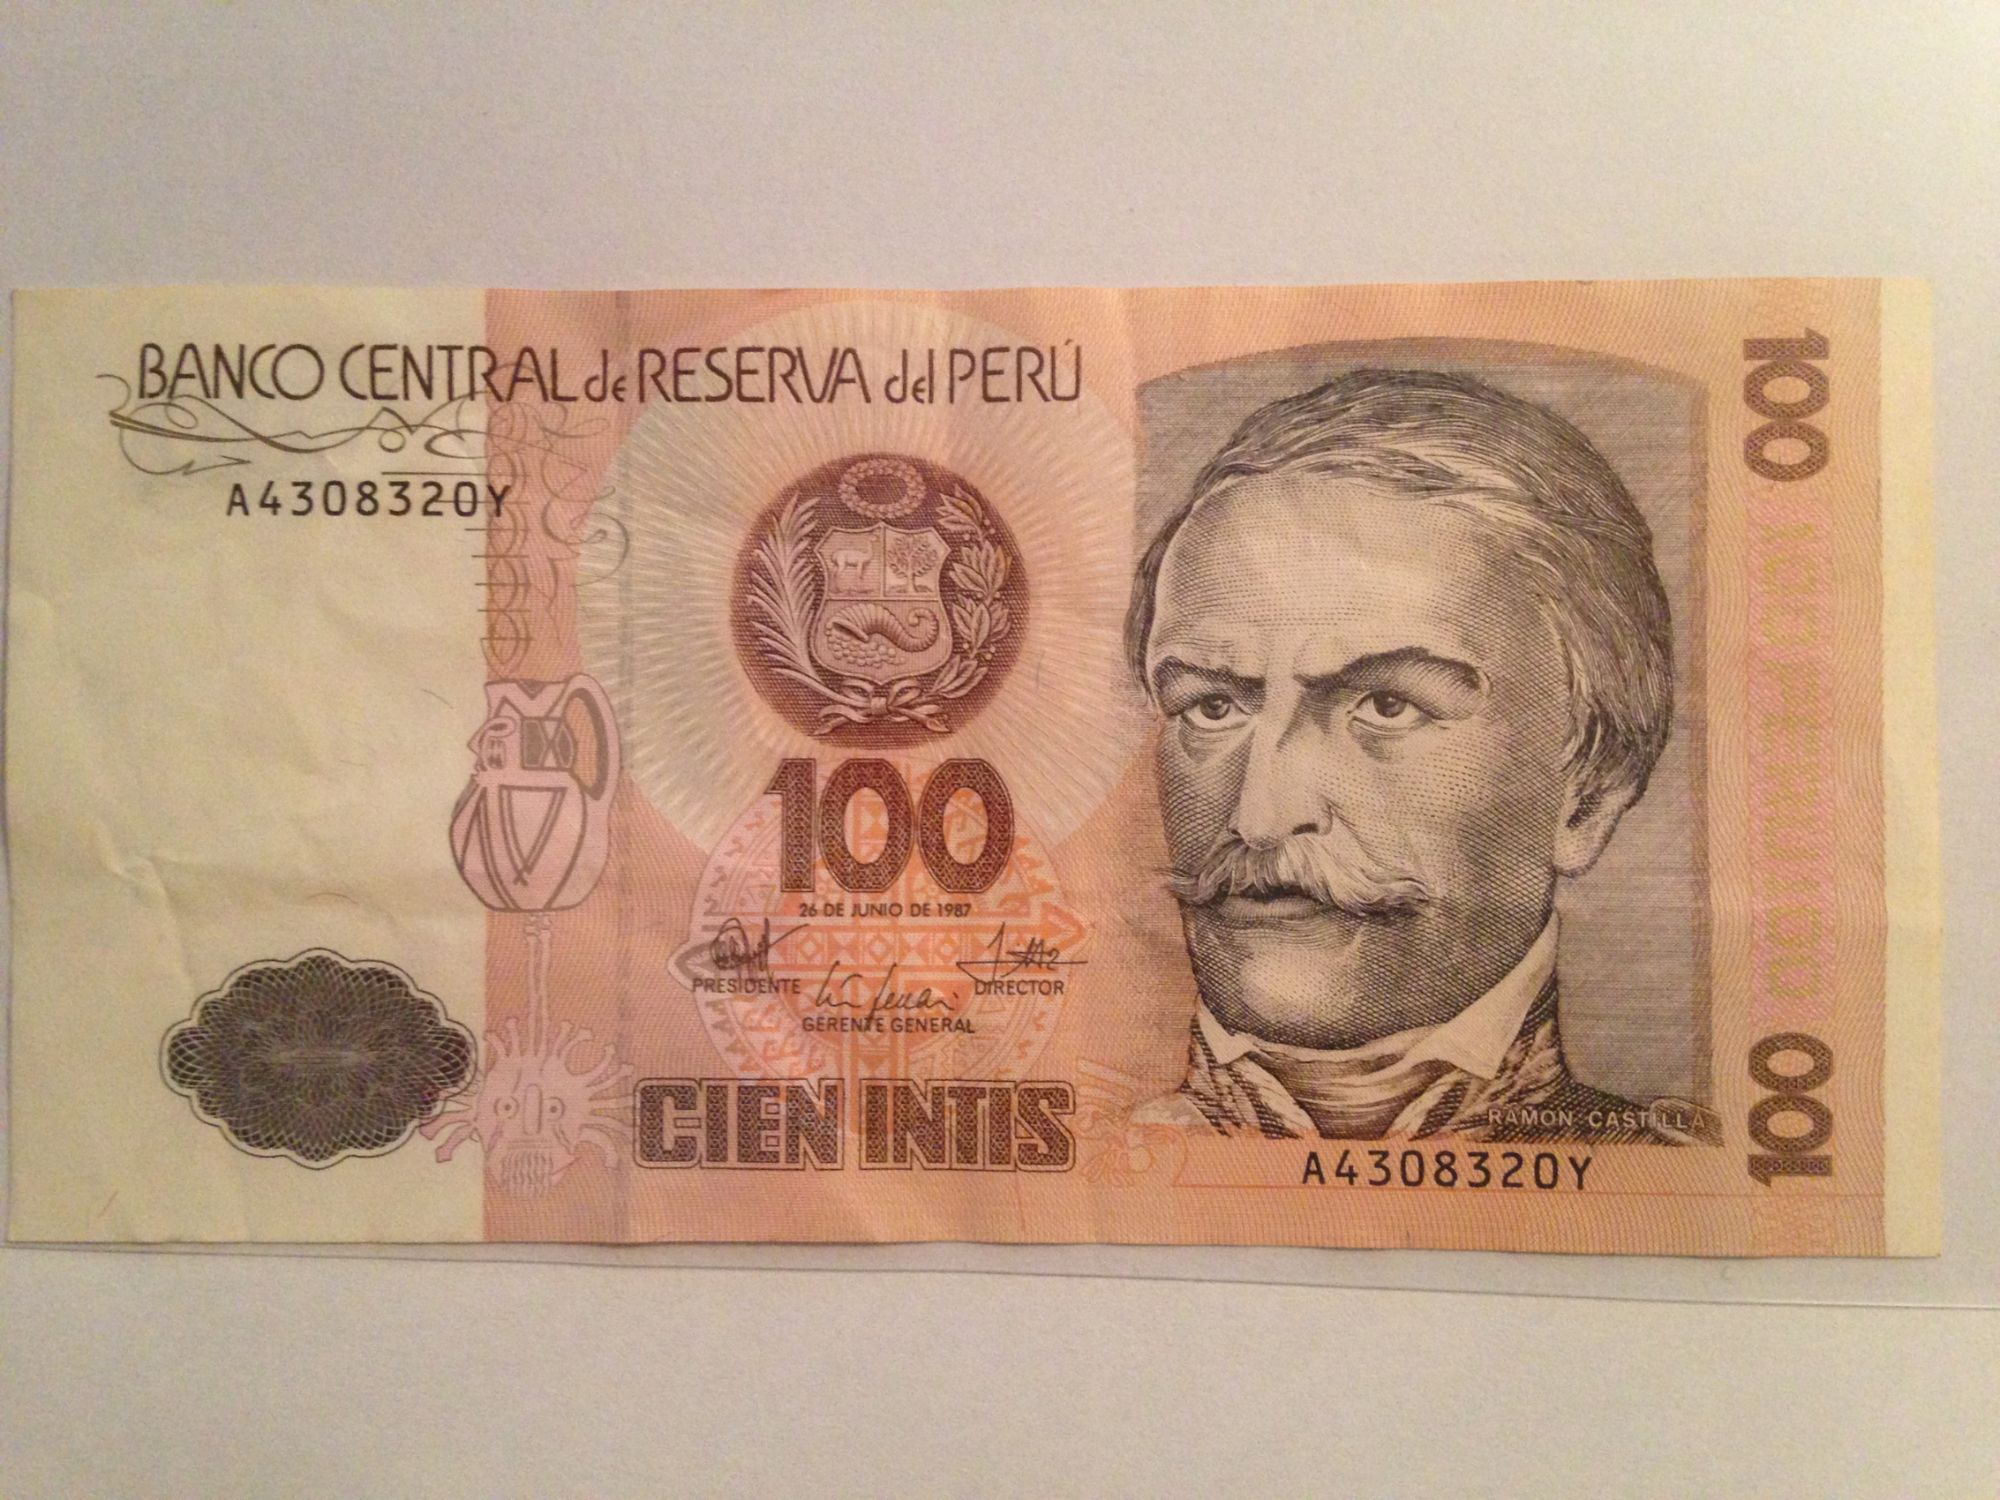 BANCO CENTRAL de RESERVA del PERÚ
A4308320Y
100
100
26 DE JUNIO DE 1987
PRESIDENTE
DIRECTOR
GERENTE GENERAL
CIEN INTIS
RAMON CASTILLA
A4308320Y
100